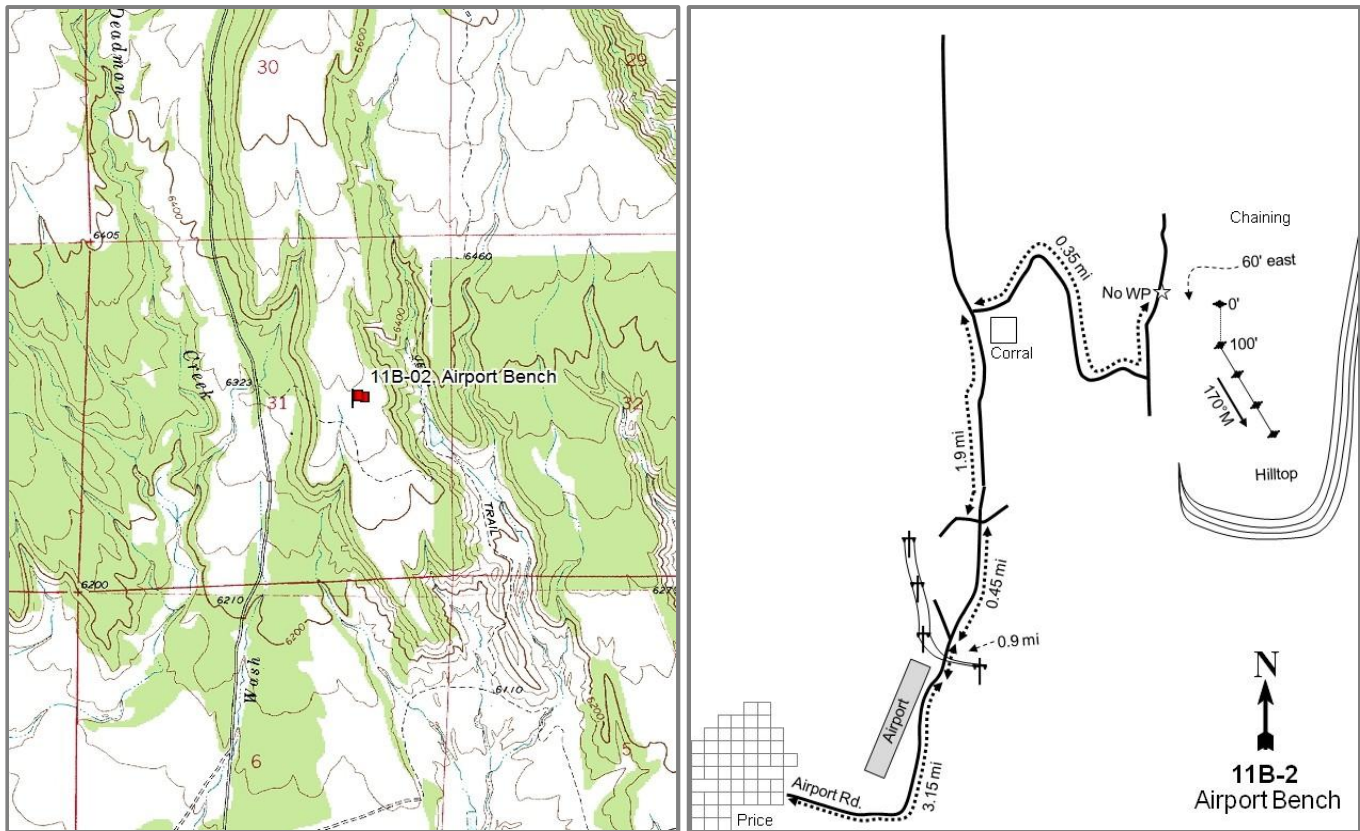 Deadman
30
6600
29
6400
6405
6460
6400
Creek
6323
11B-02, Airport Bench
31
32
TRAIL
6200
6210
6200
Wash
6110
6200
6
5
Chaining
0.35 mi
60' east
No WP
0'
Corral
100'
170°M
1.9 mi
Hilltop
0.45 mi
0.9 mi
Airport
N
3.15 mi
11B-2
Airport Bench
Airport Rd.
Price